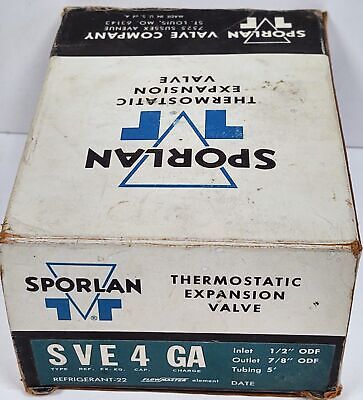 SPORLAN VALVE COMPANY
7525 SUSSEX AVENUE
ST. LOUIS, MO. 63143
MADE IN U.S. of A.
SPORLAN
THERMOSTATIC
EXPANSION
VALVE
SPORLAN
®
THERMOSTATIC
EXPANSION
VALVE
S V E 4 GA
TYPE REF. EX. EQ. CAP. CHARGE
REFRIGERANT-22 FLOWMASTER element
Inlet 1/2" ODF
Outlet 7/8" ODF
Tubing 5'
DATE